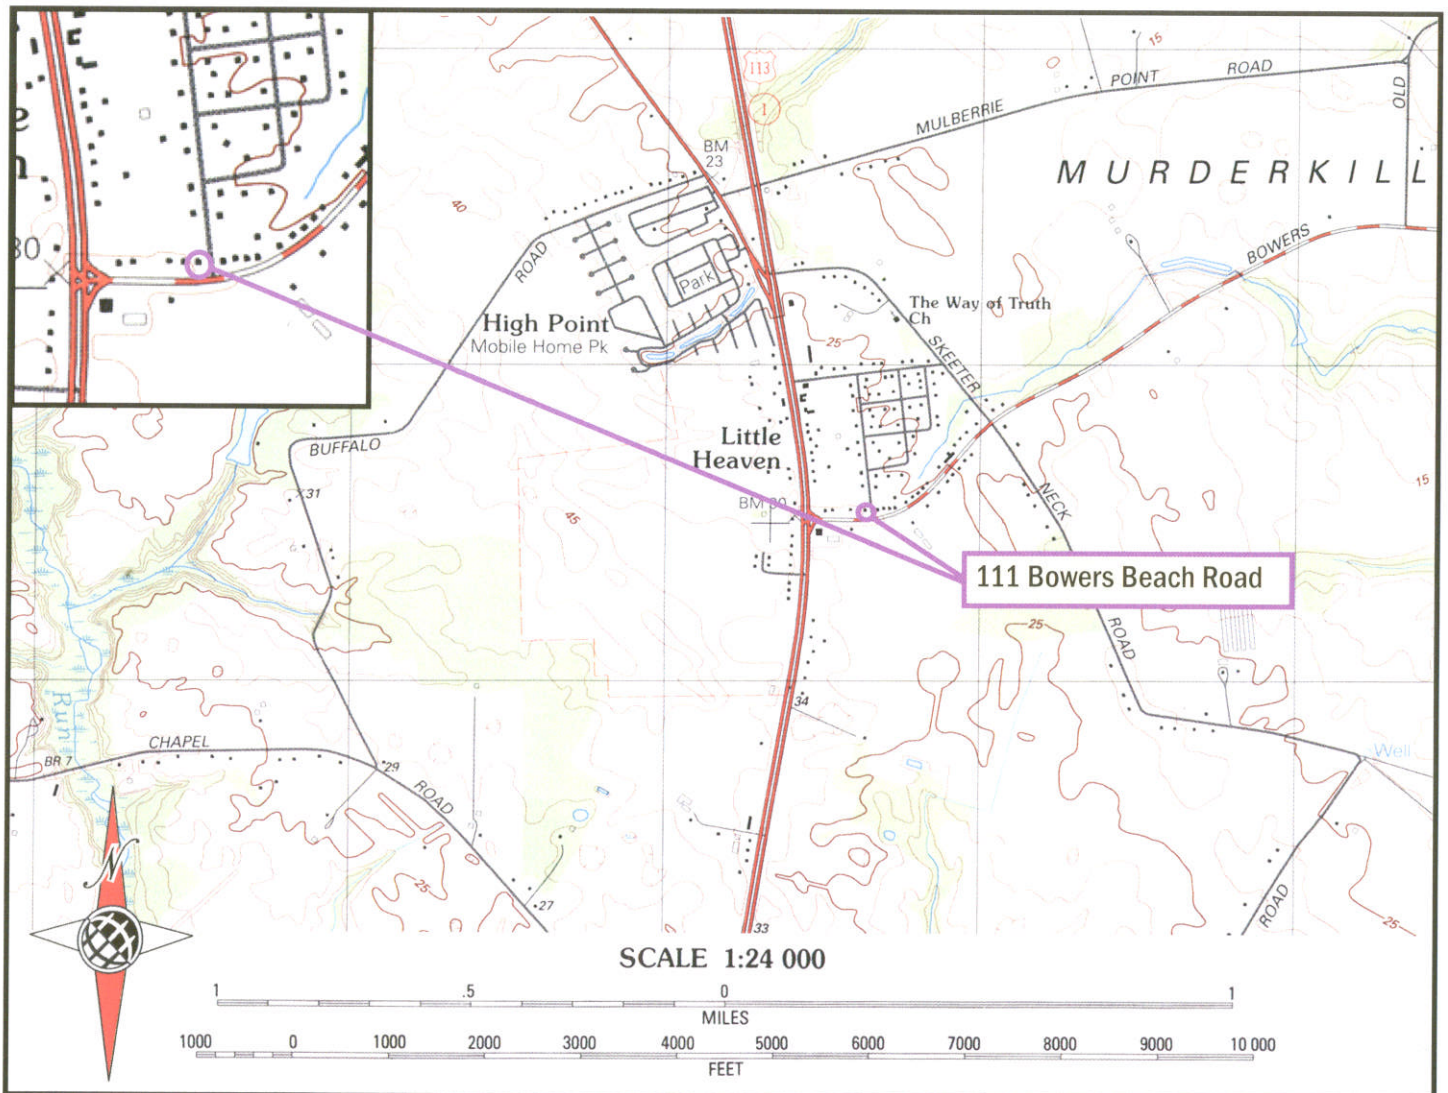 e
n
30
113
1
15
MULBERRIE POINT ROAD
OLD
BM
23
MURDERKILL
40
ROAD
Park
BOWERS
The Way of Truth
Ch
High Point
Mobile Home Pk
25
SKEETER
BUFFALO
Little
Heaven
31
45
BM 30
NECK
15
111 Bowers Beach Road
25
ROAD
Run
34
CHAPEL
BR 7
29
ROAD
Well
25
27
ROAD
25
33
N
SCALE 1:24 000
1 .5 0 1
MILES
1000 0 1000 2000 3000 4000 5000 6000 7000 8000 9000 10 000
FEET